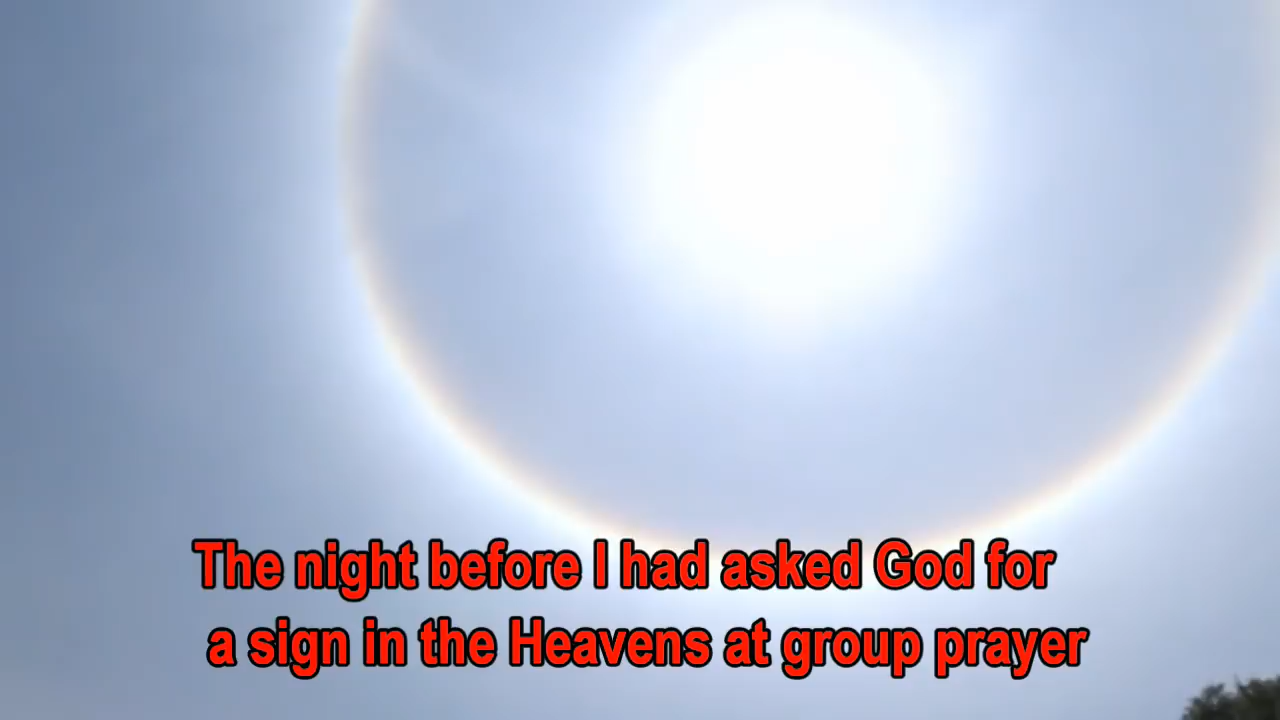 The night before I had asked God for
a sign in the Heavens at group prayer